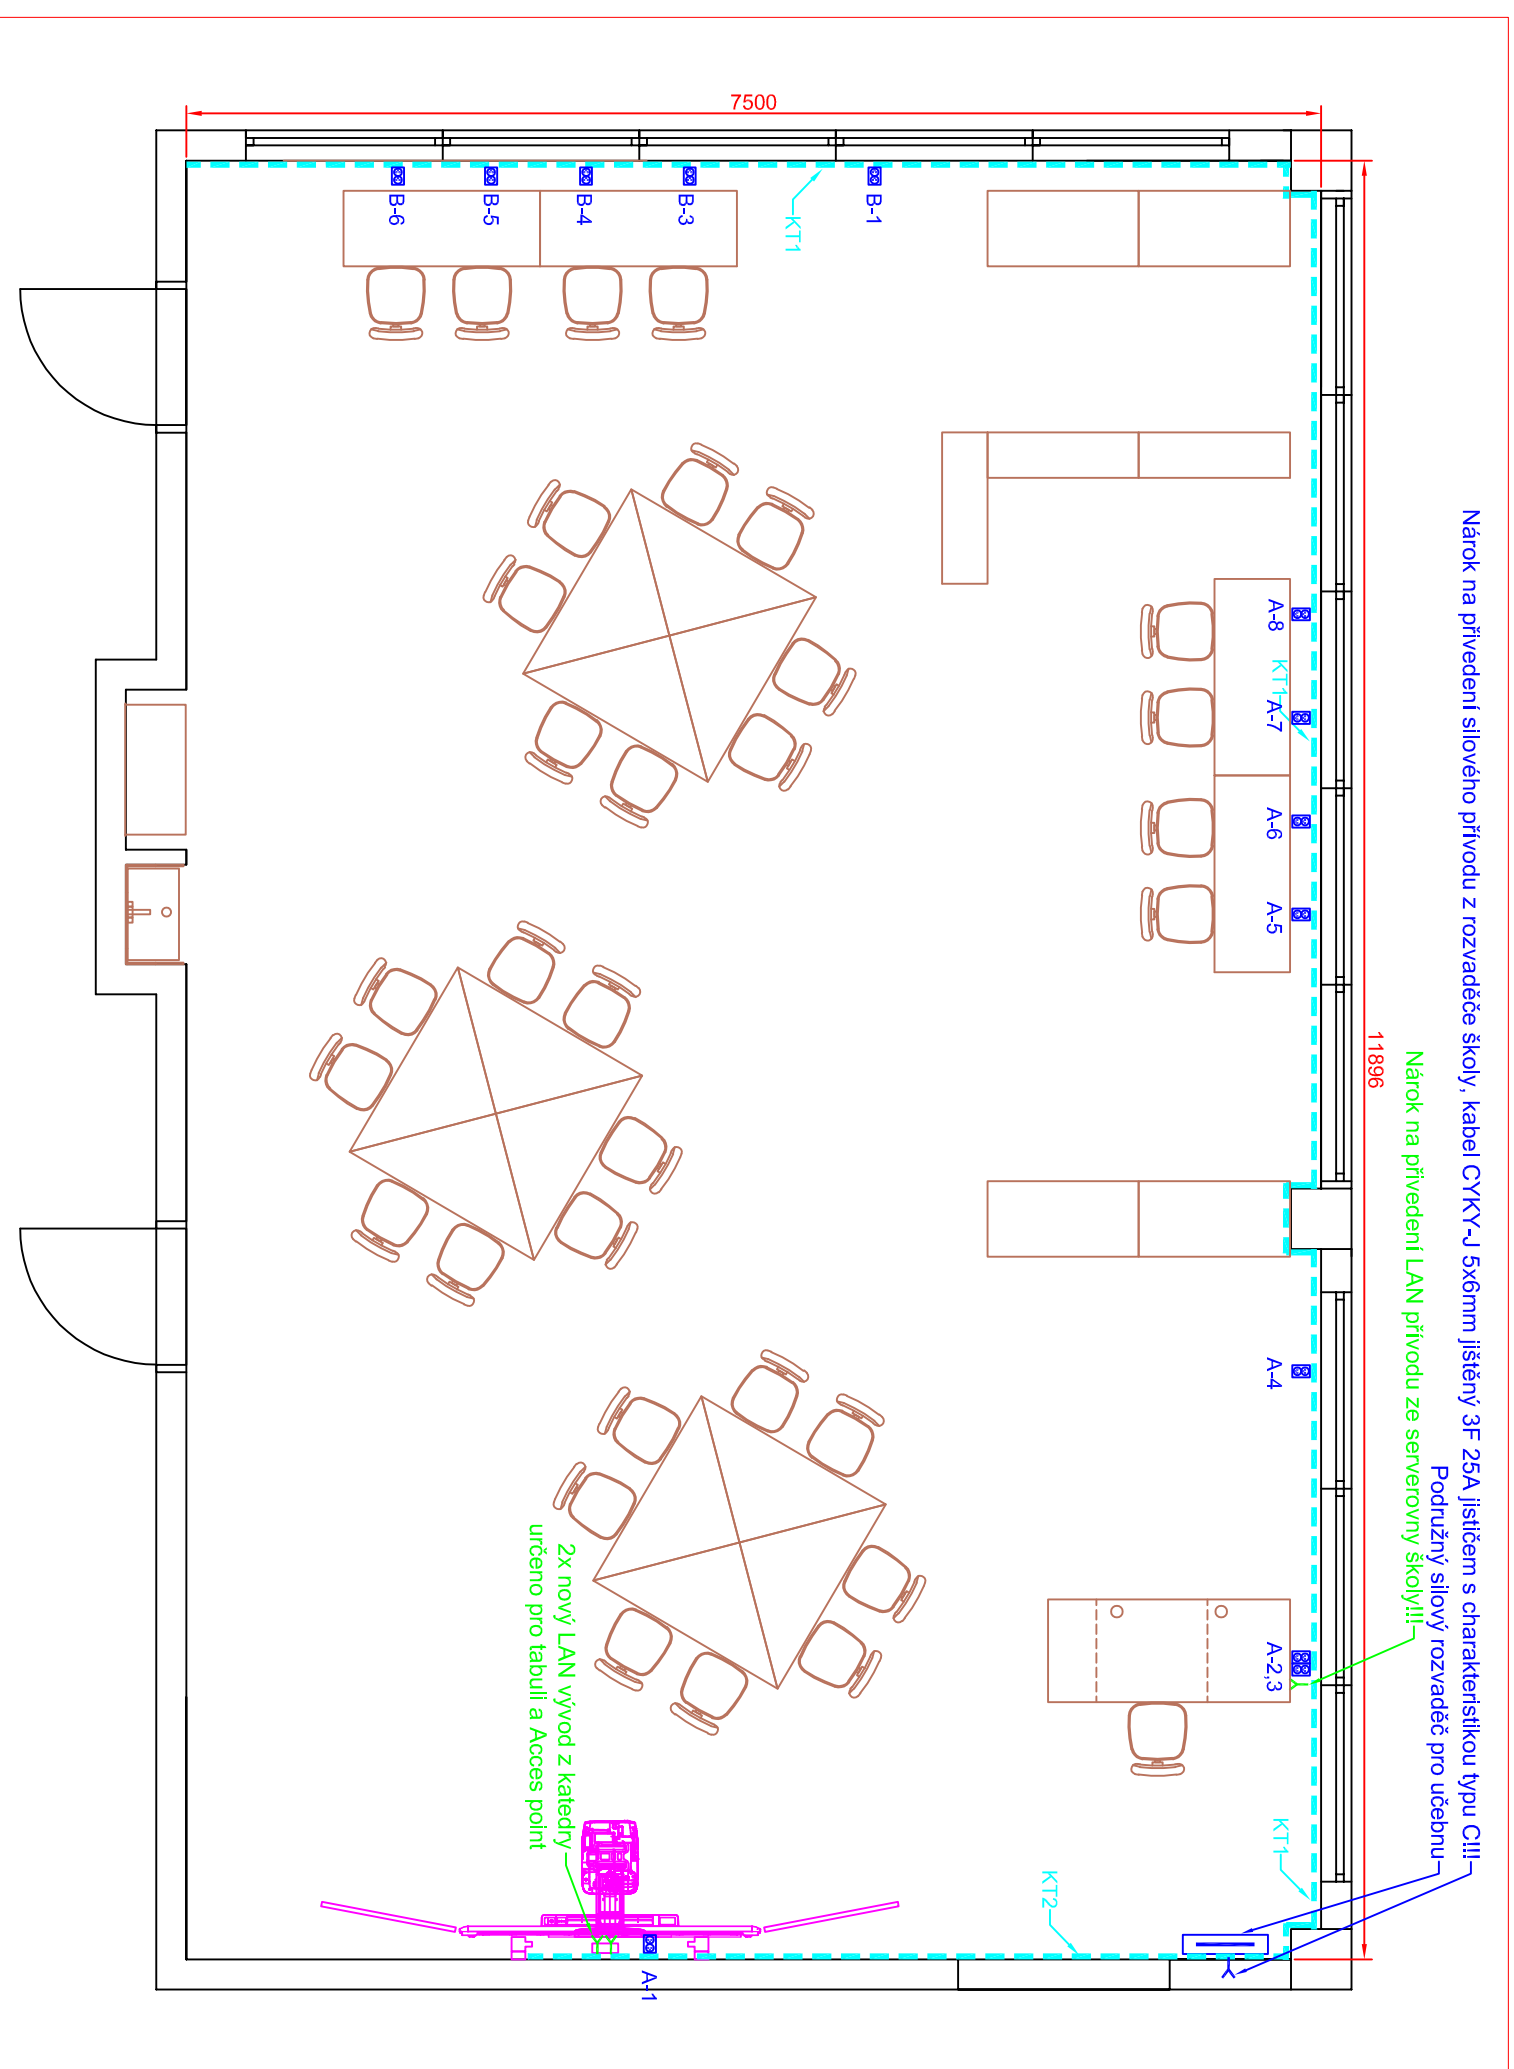 Nárok na přivedení silového přívodu z rozvaděče školy, kabel CYKY-J 5x6mm jištěný 3F 25A jističem s charakteristikou typu C!!!
Podružný silový rozvaděč pro učebnu
Nárok na přivedení LAN přívodu ze serverovny školy!!!
11896
7500
A-8
KT1
A-7
A-6
A-5
A-4
A-2,3
KT1
KT2
B-1
KT1
B-3
B-4
B-5
B-6
2x nový LAN vývod z katedry
určeno pro tabuli a Acces point
A-1